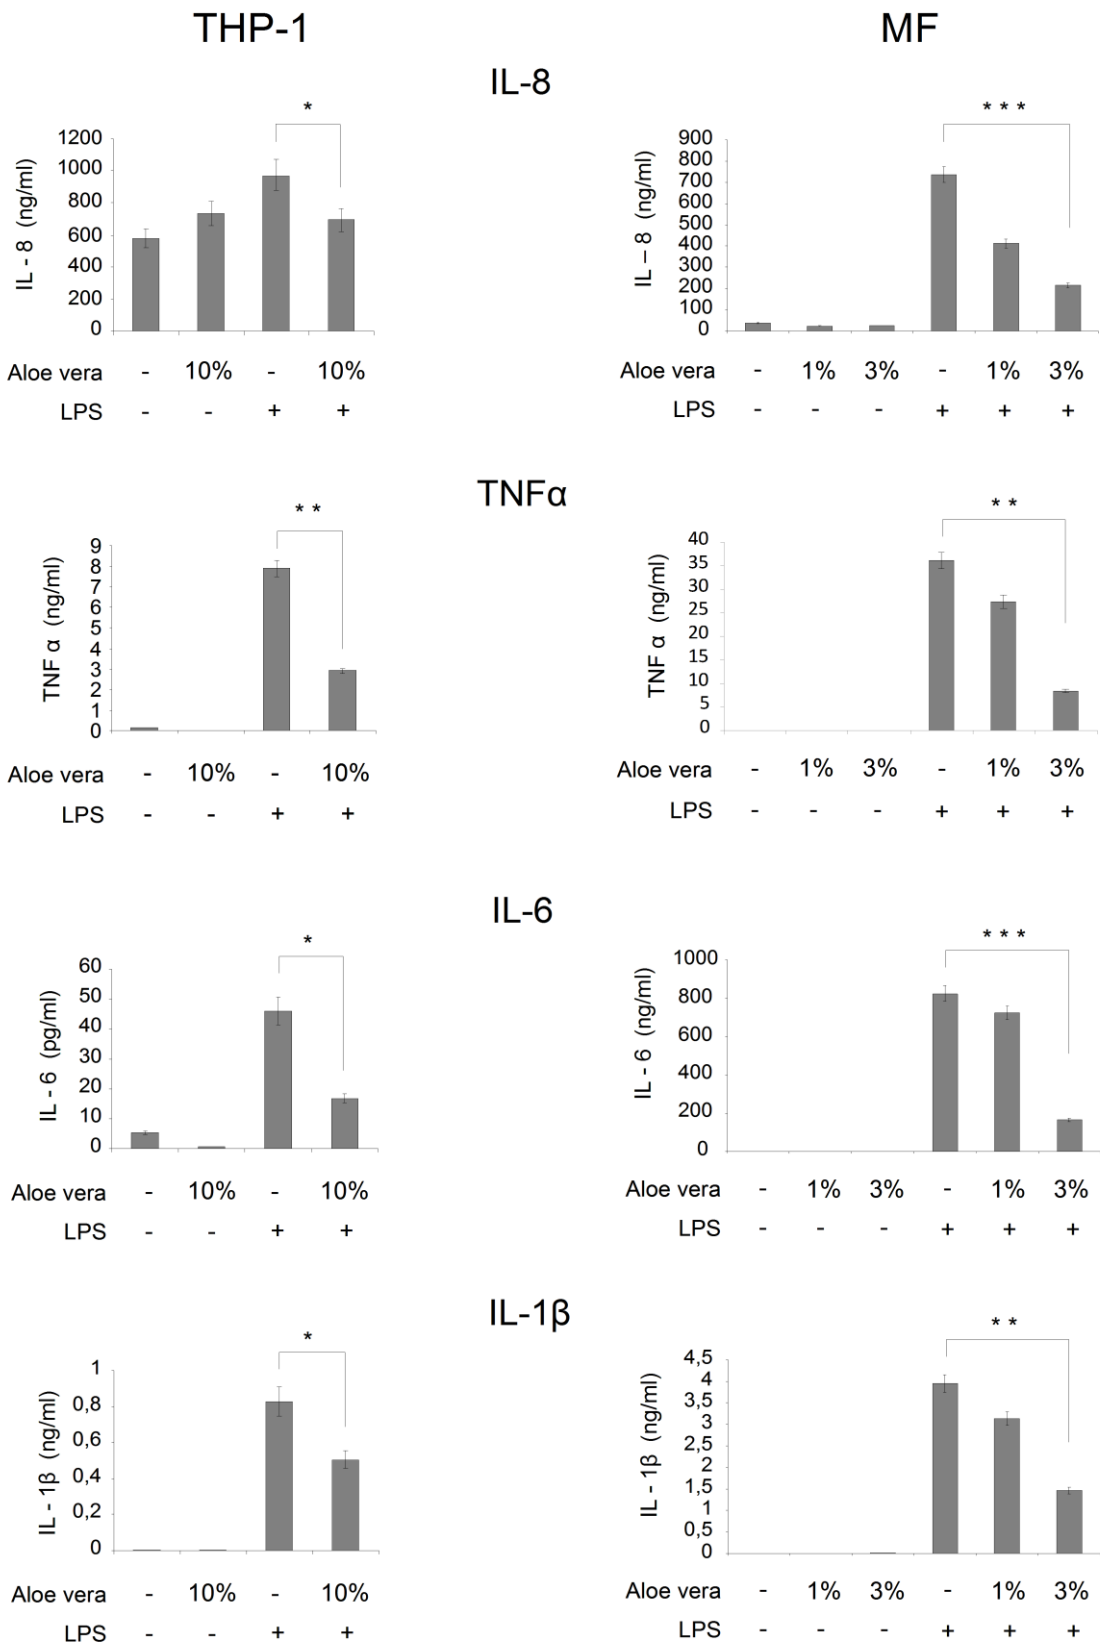 THP-1
MF
IL-8
*
IL - 8 (ng/ml)
1200
1000
800
600
400
200
0
Aloe vera - 10% - 10%
LPS - - + +
* * *
IL – 8 (ng/ml)
900
800
700
600
500
400
300
200
100
0
Aloe vera - 1% 3% - 1% 3%
LPS - - - + + +
TNFα
* *
TNF α (ng/ml)
9
8
7
6
5
4
3
2
1
0
Aloe vera - 10% - 10%
LPS - - + +
* *
TNF α (ng/ml)
40
35
30
25
20
15
10
5
0
Aloe vera - 1% 3% - 1% 3%
LPS - - - + + +
IL-6
*
IL - 6 (pg/ml)
60
50
40
30
20
10
0
Aloe vera - 10% - 10%
LPS - - + +
* * *
IL - 6 (ng/ml)
1000
800
600
400
200
0
Aloe vera - 1% 3% - 1% 3%
LPS - - - + + +
IL-1β
*
IL - 1β (ng/ml)
1
0,8
0,6
0,4
0,2
0
Aloe vera - 10% - 10%
LPS - - + +
* *
IL - 1β (ng/ml)
4,5
4
3,5
3
2,5
2
1,5
1
0,5
0
Aloe vera - 1% 3% - 1% 3%
LPS - - - + + +